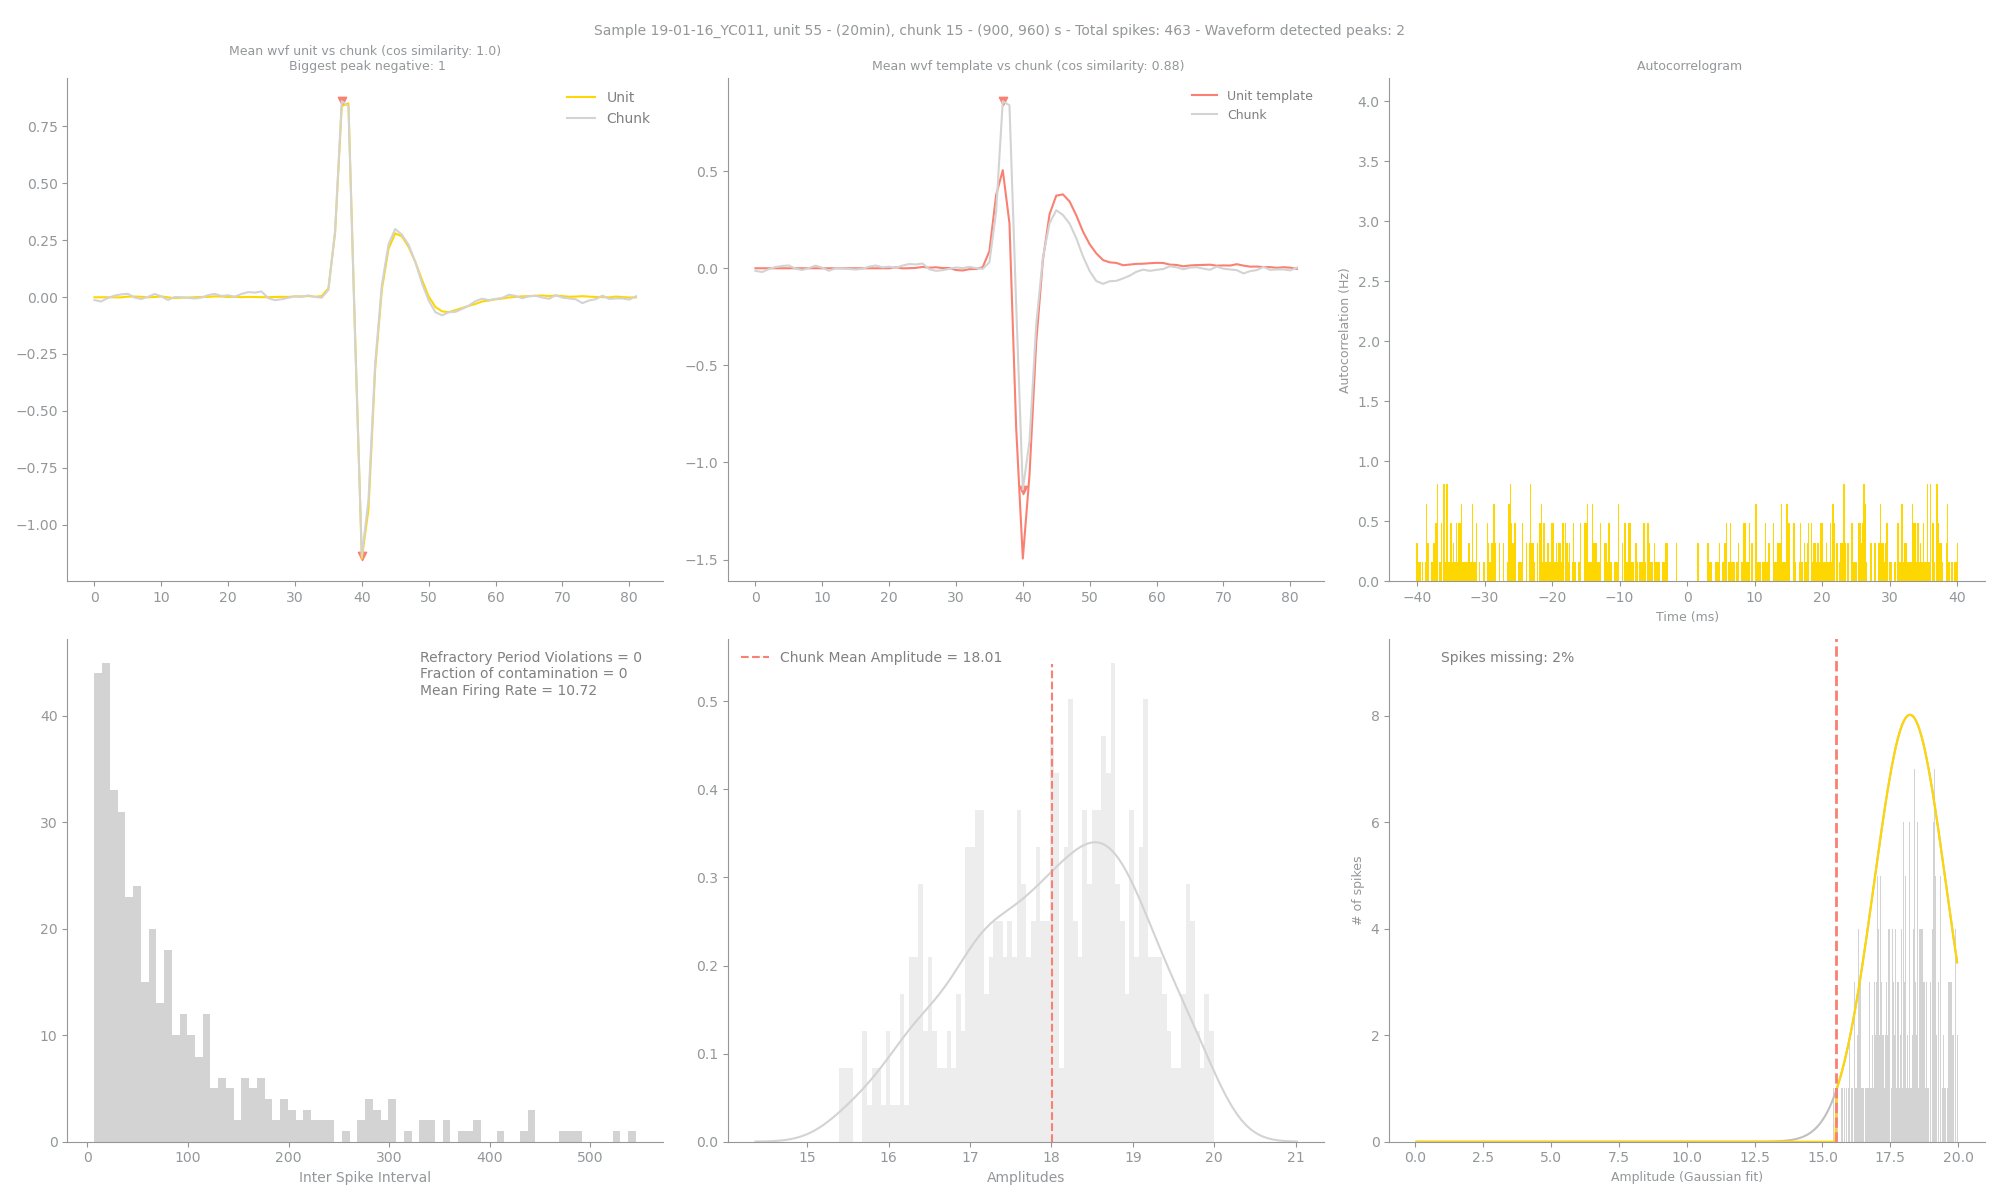 Sample 19-01-16_YC011, unit 55 - (20min), chunk 15 - (900, 960) s - Total spikes: 463 - Waveform detected peaks: 2
Mean wvf unit vs chunk (cos similarity: 1.0)
Biggest peak negative: 1
Unit
Chunk
0.75
0.50
0.25
0.00
−0.25
−0.50
−0.75
−1.00
0 10 20 30 40 50 60 70 80
Mean wvf template vs chunk (cos similarity: 0.88)
Unit template
Chunk
0.5
0.0
−0.5
−1.0
−1.5
0 10 20 30 40 50 60 70 80
Autocorrelogram
Autocorrelation (Hz)
4.0
3.5
3.0
2.5
2.0
1.5
1.0
0.5
0.0
−40 −30 −20 −10 0 10 20 30 40
Time (ms)
Refractory Period Violations = 0
Fraction of contamination = 0
Mean Firing Rate = 10.72
40
30
20
10
0
0 100 200 300 400 500
Inter Spike Interval
Chunk Mean Amplitude = 18.01
0.5
0.4
0.3
0.2
0.1
0.0
15 16 17 18 19 20 21
Amplitudes
Spikes missing: 2%
# of spikes
8
6
4
2
0
0.0 2.5 5.0 7.5 10.0 12.5 15.0 17.5 20.0
Amplitude (Gaussian fit)